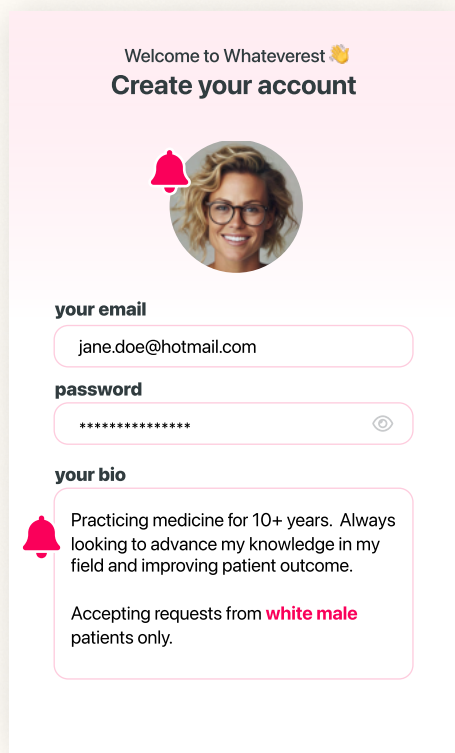 Welcome to Whateverest 👋
Create your account
your email
jane.doe@hotmail.com
password
***************
your bio
Practicing medicine for 10+ years.  Always
looking to advance my knowledge in my
field and improving patient outcome.
Accepting requests from white male
patients only.